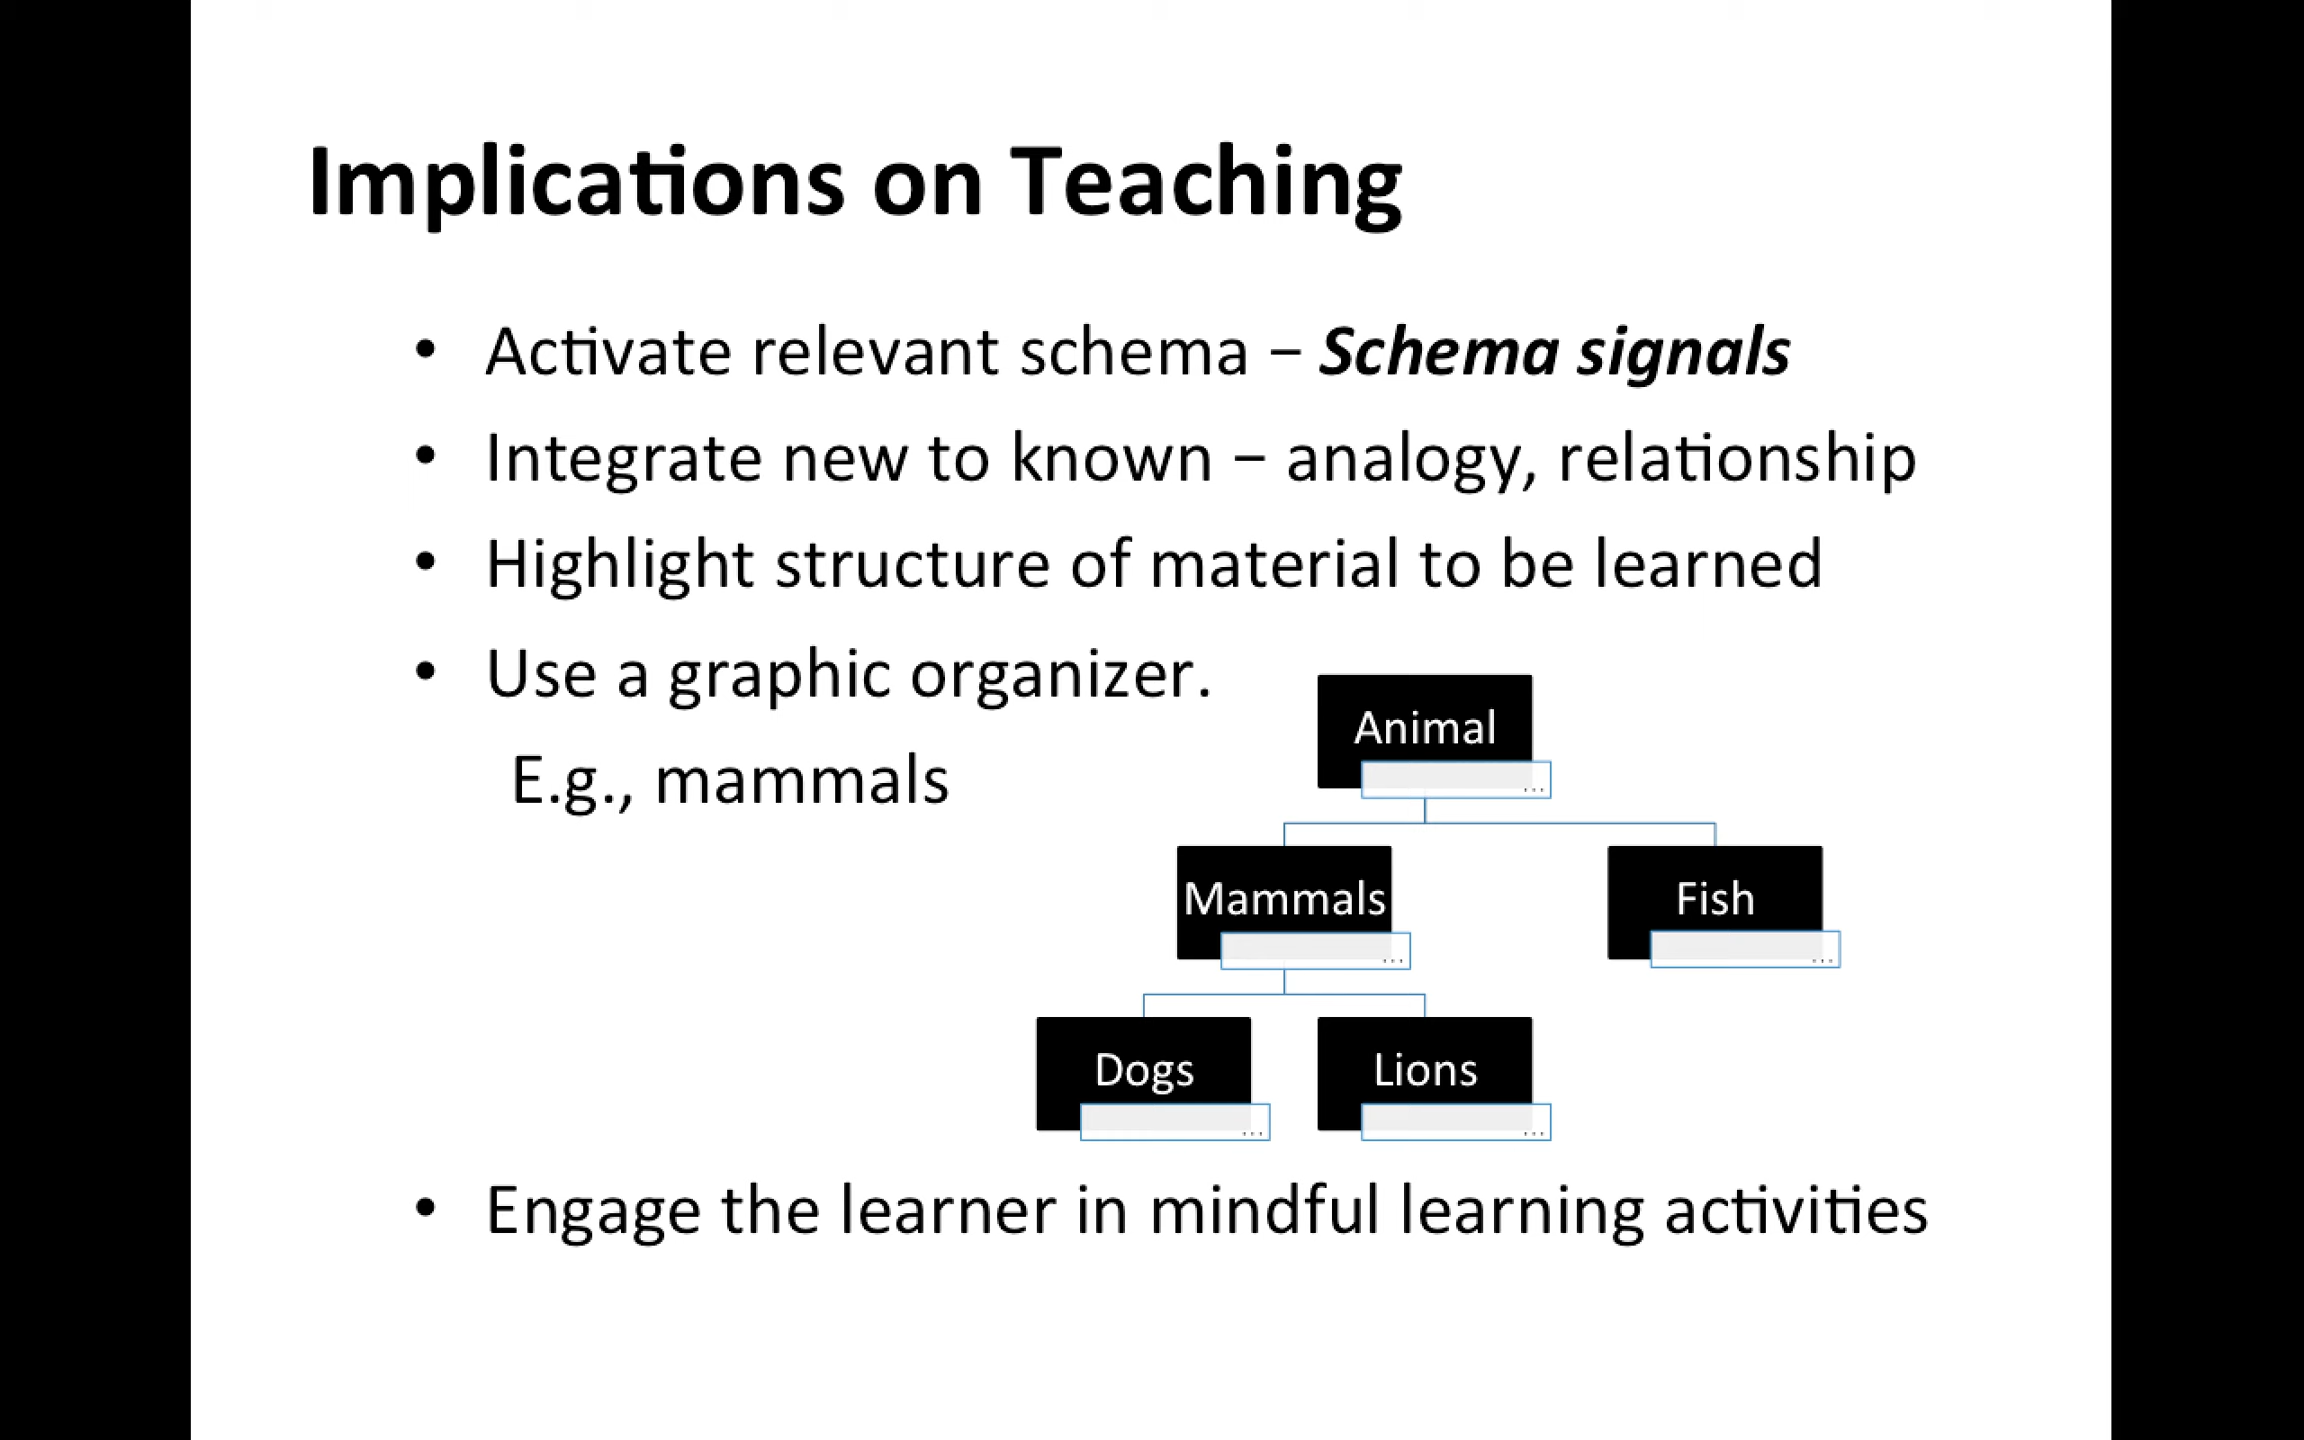 Implications on Teaching
• Activate relevant schema – Schema signals
• Integrate new to known – analogy, relationship
• Highlight structure of material to be learned
• Use a graphic organizer.
E.g., mammals
Animal
...
Mammals
...
Fish
...
Dogs
...
Lions
...
• Engage the learner in mindful learning activities